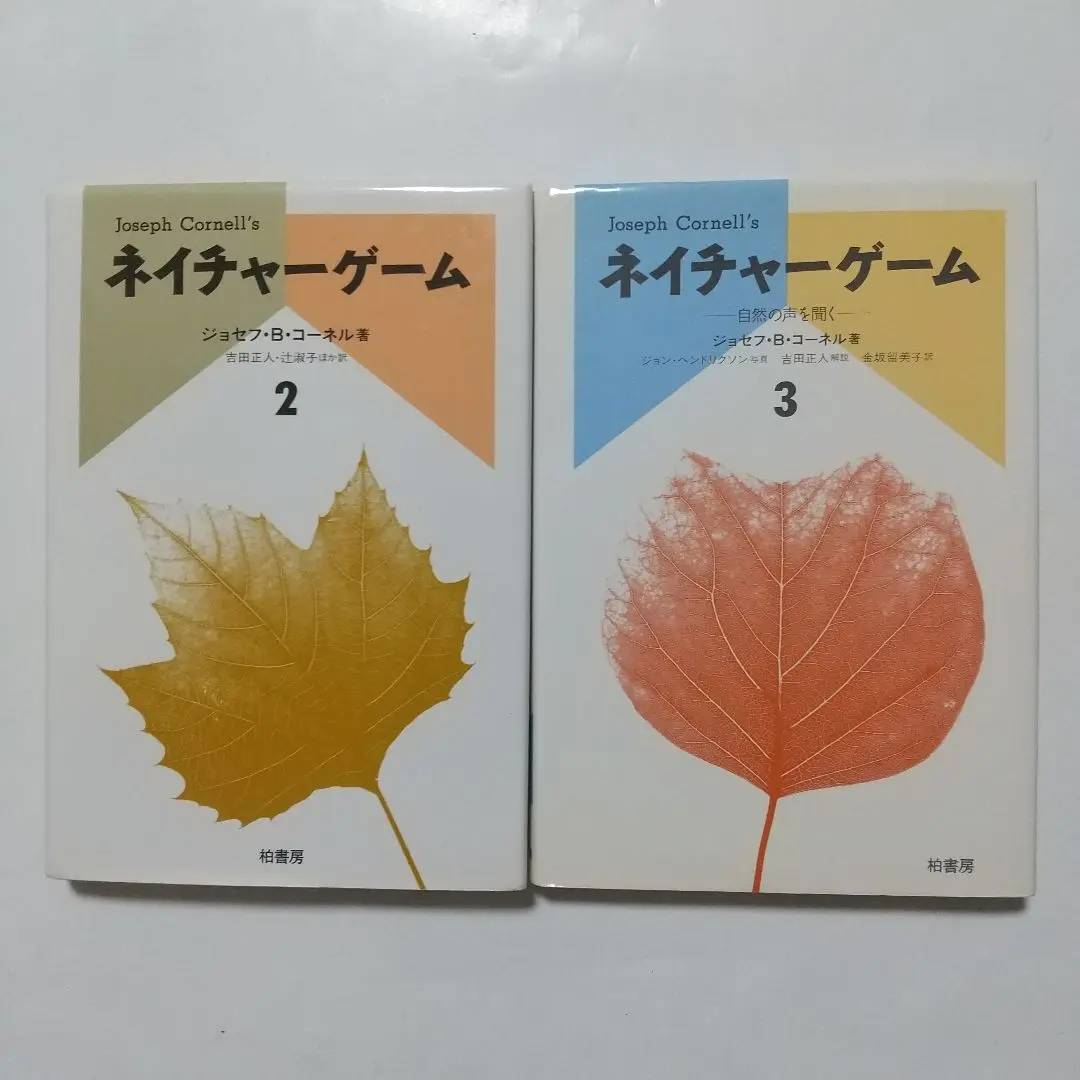 Joseph Cornell's
ネイチャーゲーム
ジョセフ・B・コーネル著
吉田正人・辻淑子ほか訳
2
柏書房
Joseph Cornell's
ネイチャーゲーム
——自然の声を聞く——
ジョセフ・B・コーネル著
ジョン・ヘンドリクソン写真 吉田正人解説 金坂留美子訳
3
柏書房